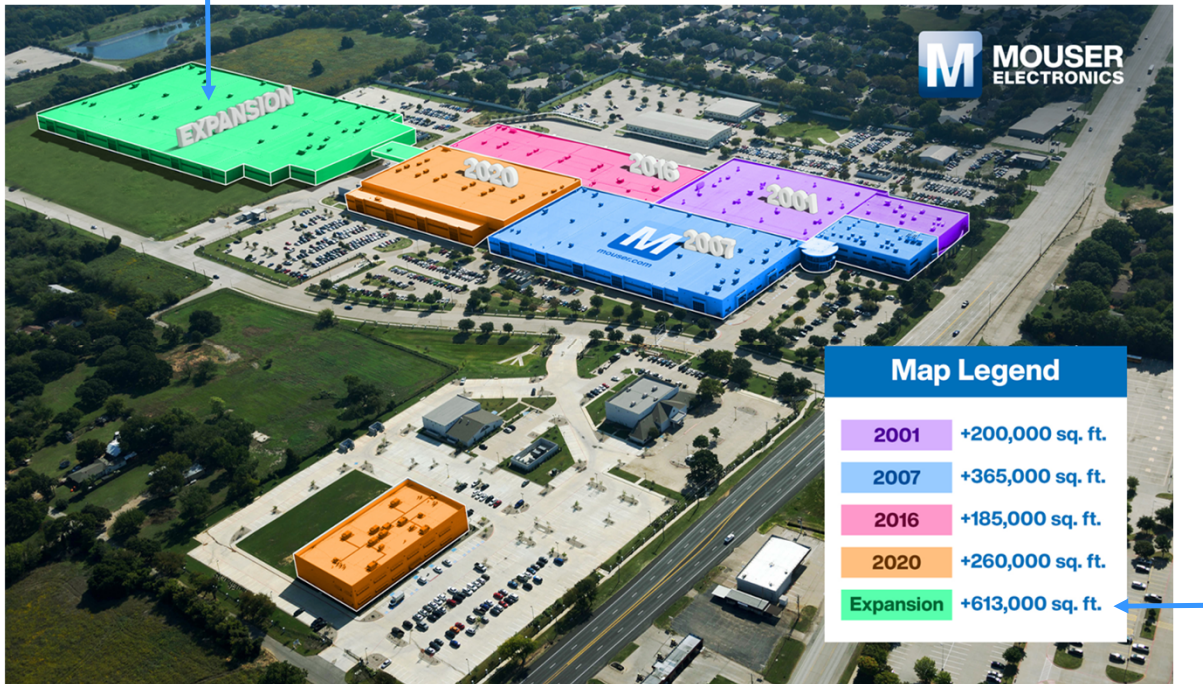 MOUSER
ELECTRONICS
EXPANSION
2020
2016
2001
M 2007
mouser.com
Map Legend
2001 +200,000 sq. ft.
2007 +365,000 sq. ft.
2016 +185,000 sq. ft.
2020 +260,000 sq. ft.
Expansion +613,000 sq. ft.